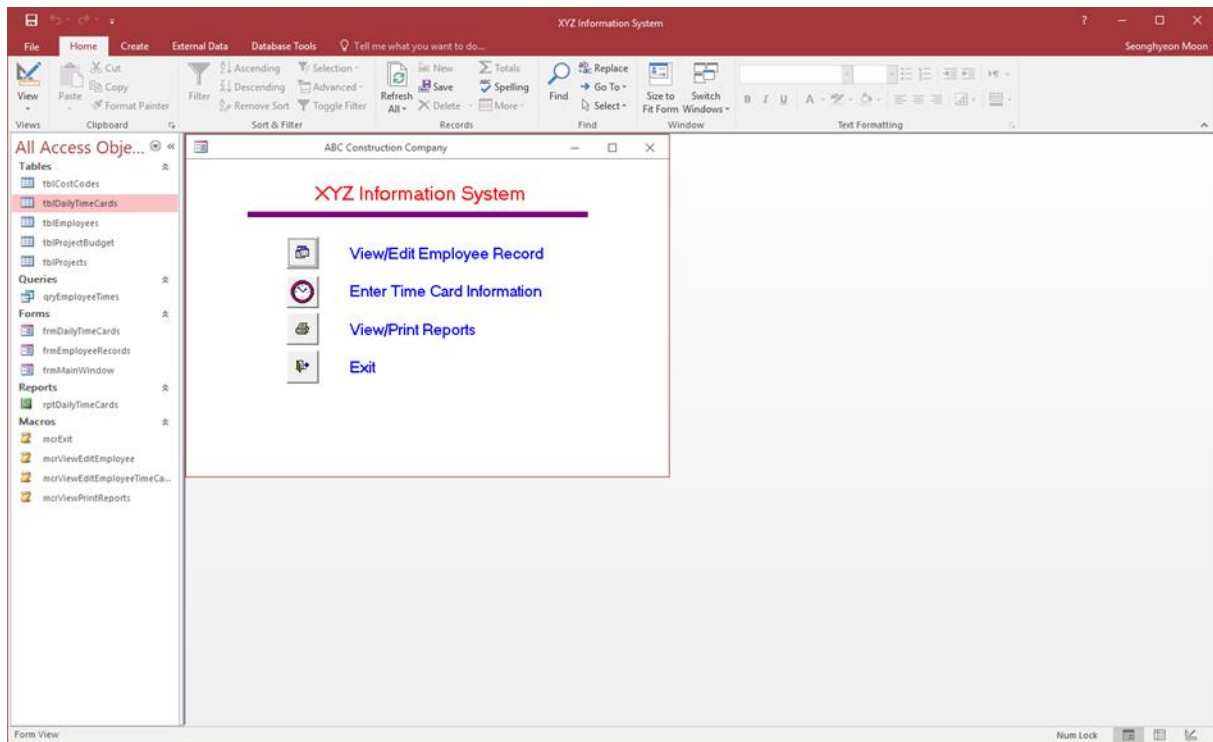 XYZ Information System
Seonghyeon Moon
File Home Create External Data Database Tools Tell me what you want to do...
View
Views
Paste
Cut
Copy
Format Painter
Clipboard
Filter
Ascending
Descending
Remove Sort
Selection
Advanced
Toggle Filter
Sort & Filter
Refresh
All
New
Save
Delete
Totals
Spelling
More
Records
Find
Replace
Go To
Select
Find
Size to
Fit Form
Switch
Windows
Window
B I U A
Text Formatting
All Access Obje...
Tables
tblCostCodes
tblDailyTimeCards
tblEmployees
tblProjectBudget
tblProjects
Queries
qryEmployeeTimes
Forms
frmDailyTimeCards
frmEmployeeRecords
frmMainWindow
Reports
rptDailyTimeCards
Macros
mcrExit
mcrViewEditEmployee
mcrViewEditEmployeeTimeCa...
mcrViewPrintReports
ABC Construction Company
XYZ Information System
View/Edit Employee Record
Enter Time Card Information
View/Print Reports
Exit
Form View
Num Lock